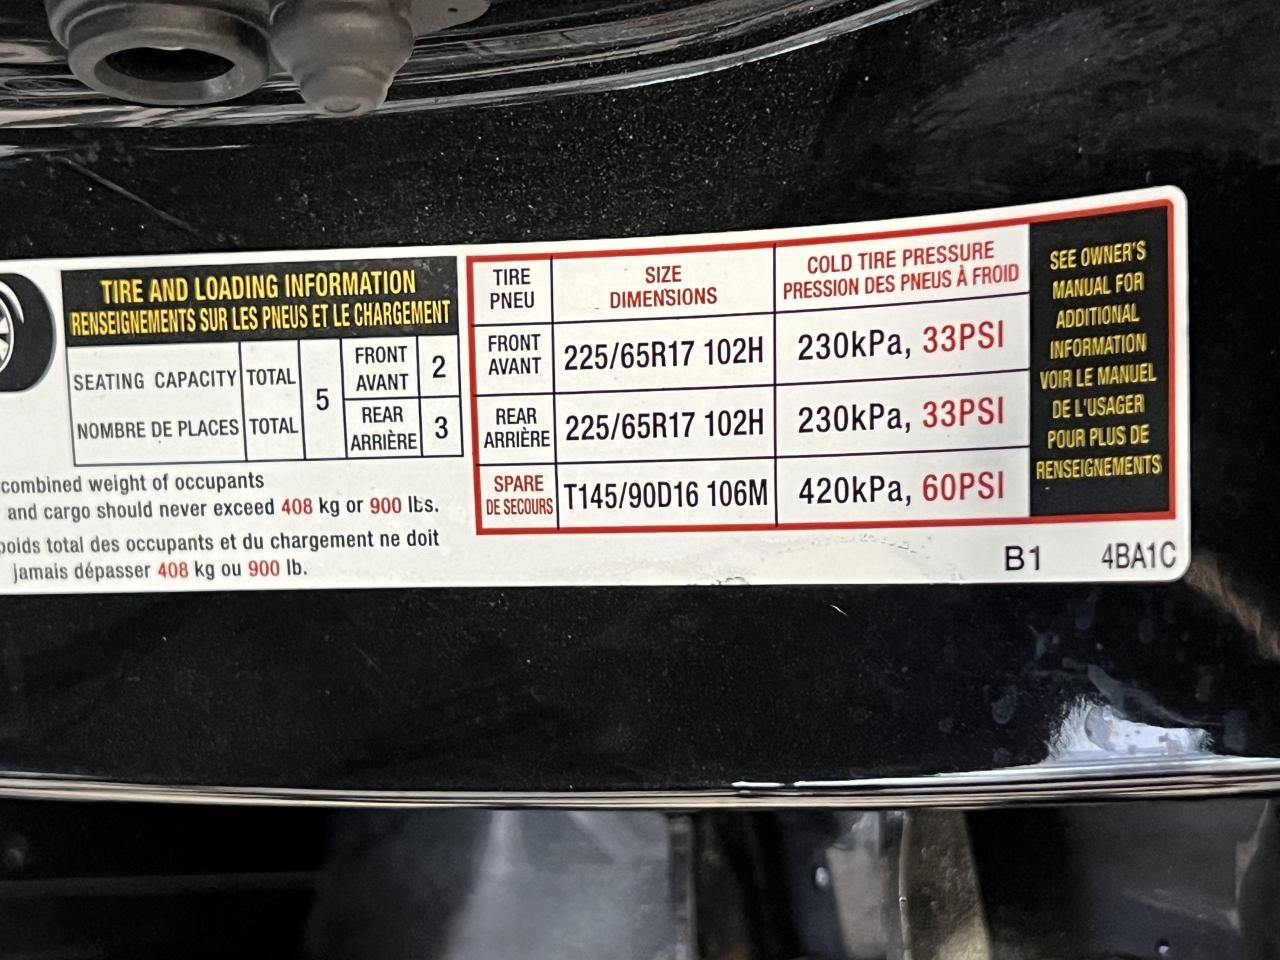 TIRE AND LOADING INFORMATION
RENSEIGNEMENTS SUR LES PNEUS ET LE CHARGEMENT
SEATING CAPACITY TOTAL 5 FRONT AVANT 2
NOMBRE DE PLACES TOTAL REAR ARRIÈRE 3
combined weight of occupants
and cargo should never exceed 408 kg or 900 lbs.
poids total des occupants et du chargement ne doit
jamais dépasser 408 kg ou 900 lb.
TIRE PNEU SIZE DIMENSIONS COLD TIRE PRESSURE PRESSION DES PNEUS À FROID
FRONT AVANT 225/65R17 102H 230kPa, 33PSI
REAR ARRIÈRE 225/65R17 102H 230kPa, 33PSI
SPARE DE SECOURS T145/90D16 106M 420kPa, 60PSI
SEE OWNER'S
MANUAL FOR
ADDITIONAL
INFORMATION
VOIR LE MANUEL
DE L'USAGER
POUR PLUS DE
RENSEIGNEMENTS
B1 4BA1C